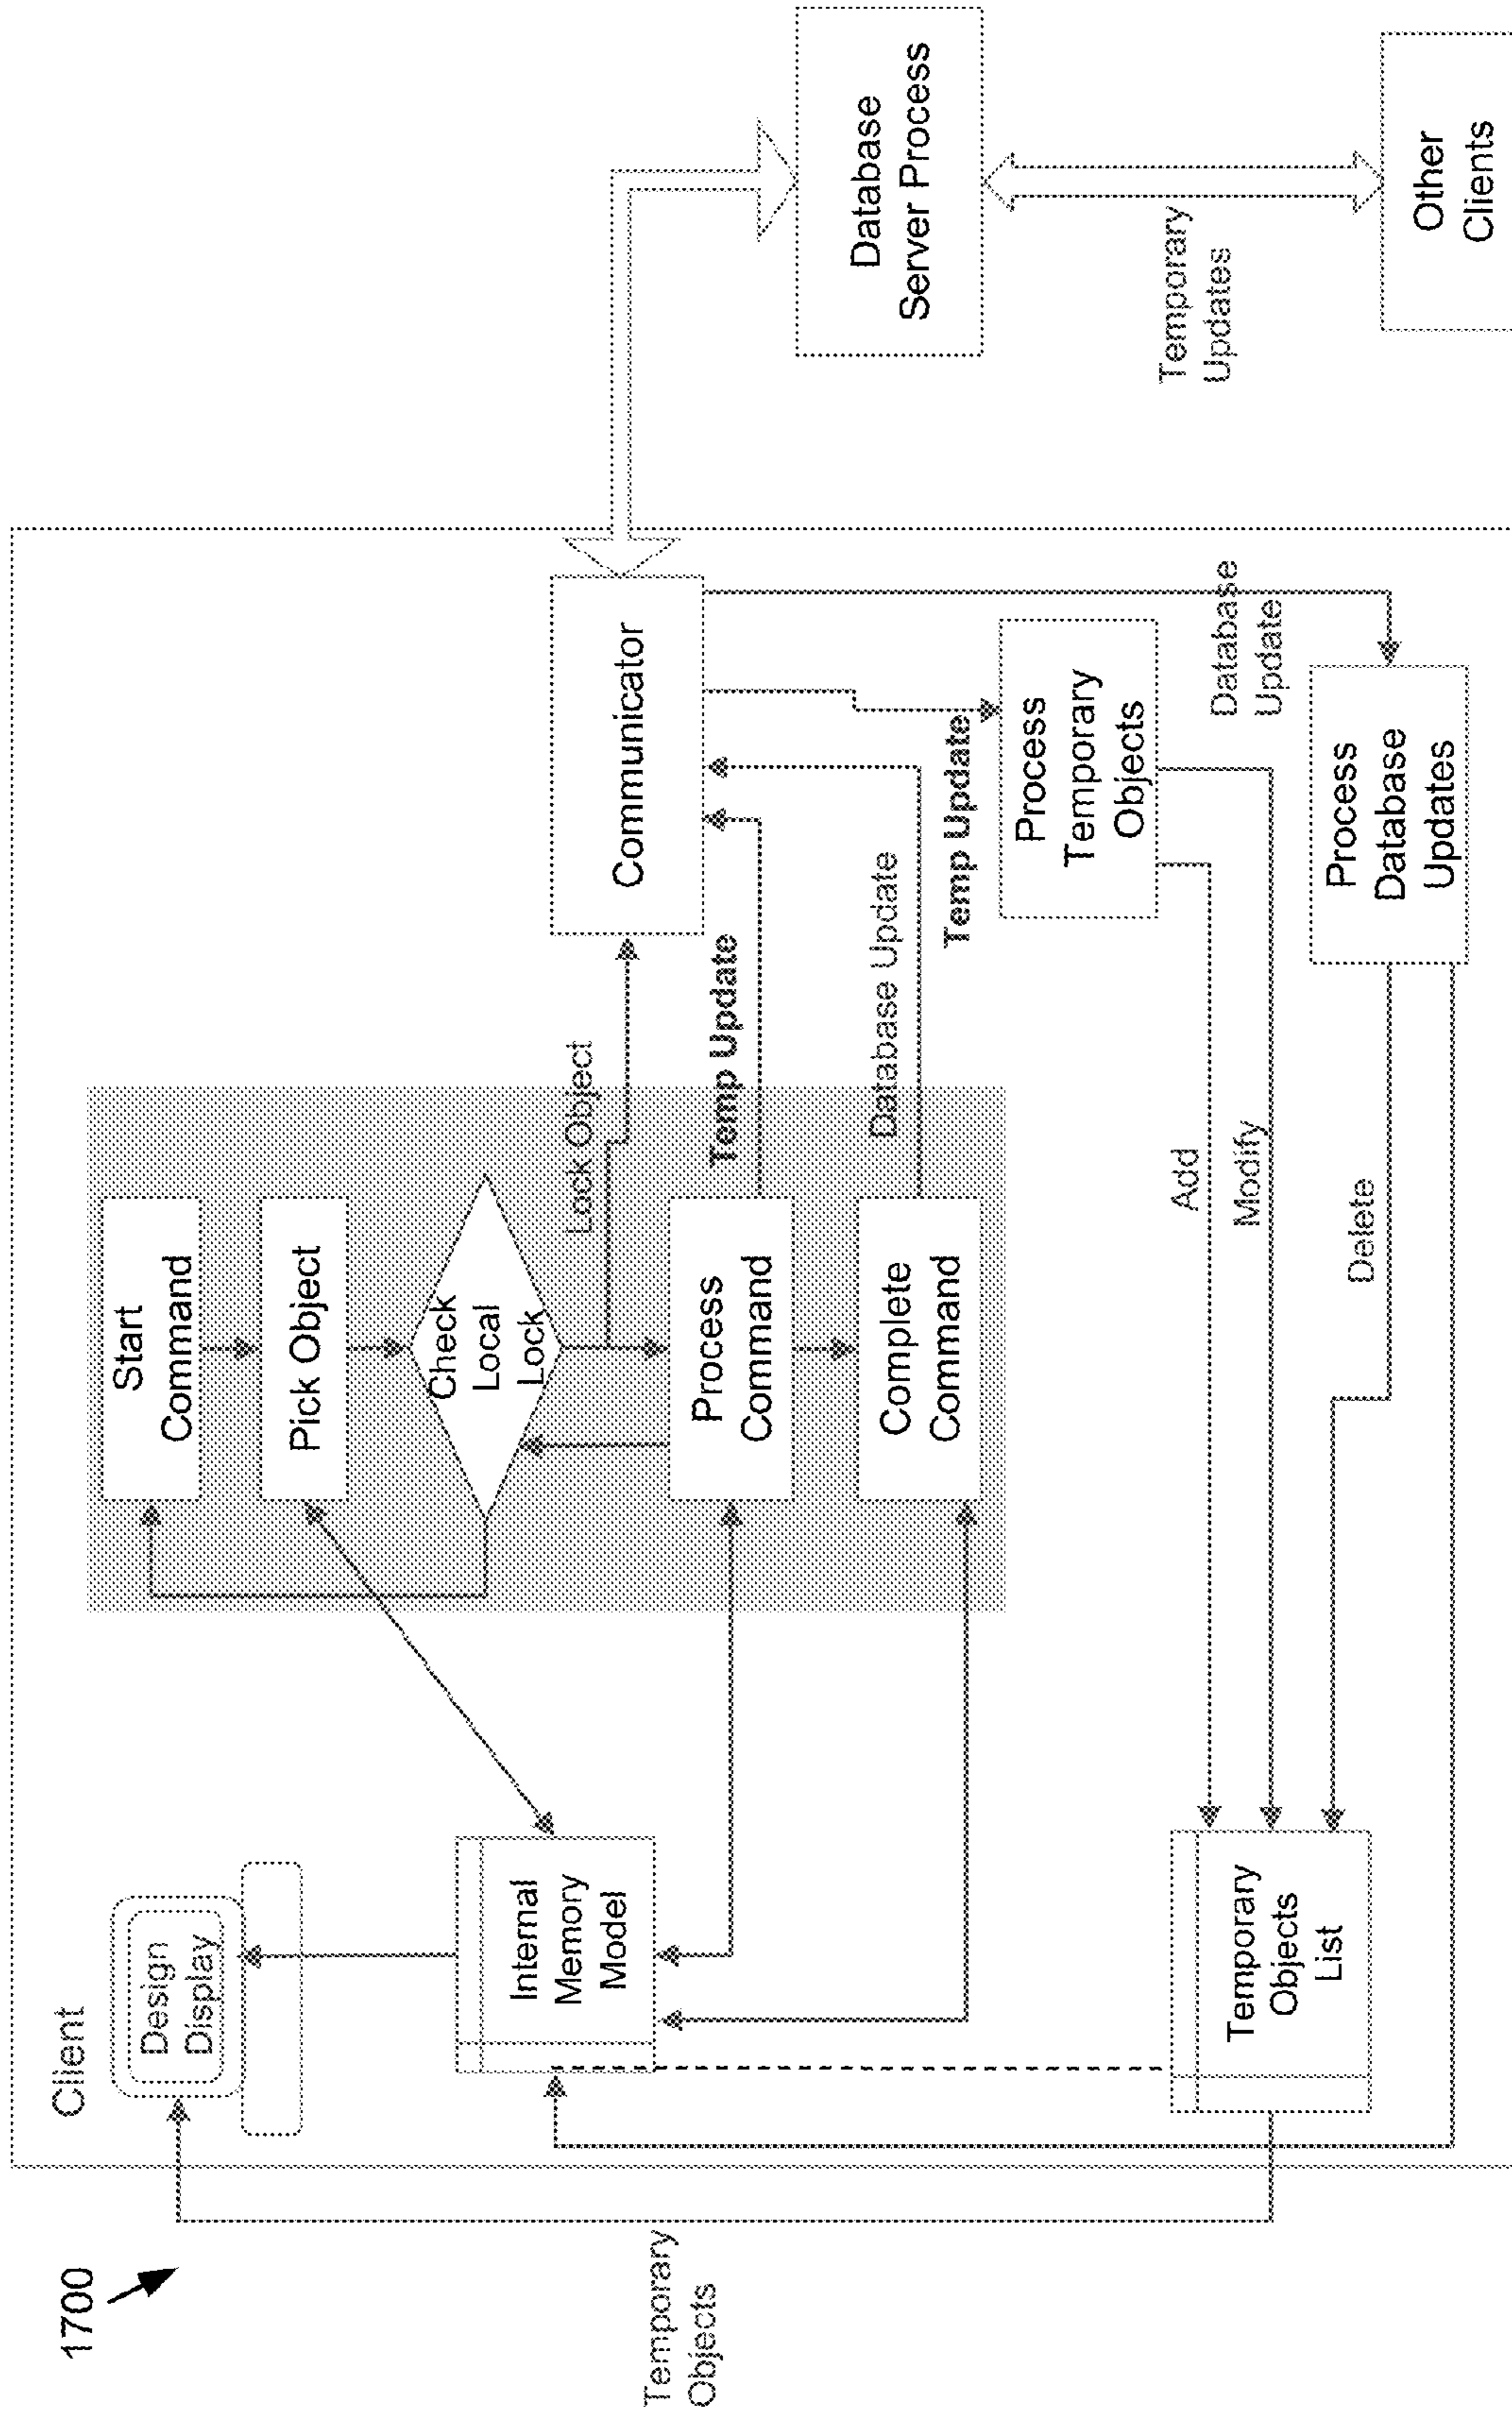 1700
Client
Design
Display
Temporary
Objects
Internal
Memory
Model
Temporary
Objects
List
Start
Command
Pick Object
Check
Local
Lock
Process
Command
Complete
Command
Lock Object
Temp Update
Database Update
Add
Modify
Delete
Communicator
Temp Update
Process
Temporary
Objects
Database
Update
Process
Database
Updates
Database
Server Process
Temporary
Updates
Other
Clients